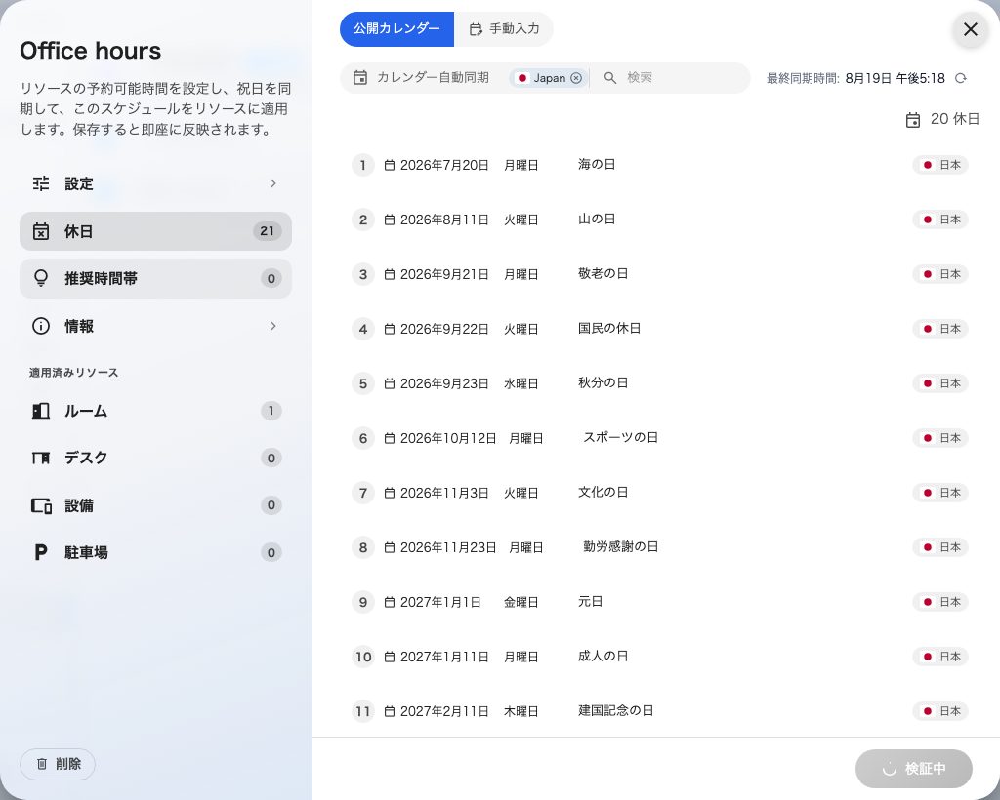 Office hours
リソースの予約可能時間を設定し、祝日を同
期して、このスケジュールをリソースに適用
します。保存すると即座に反映されます。
設定
休日 21
推奨時間帯 0
情報
適用済みリソース
ルーム 1
デスク 0
設備 0
駐車場 0
削除
公開カレンダー 手動入力
カレンダー自動同期 Japan 検索 最終同期時間: 8月19日 午後5:18
20 休日
1 2026年7月20日 月曜日 海の日 日本
2 2026年8月11日 火曜日 山の日 日本
3 2026年9月21日 月曜日 敬老の日 日本
4 2026年9月22日 火曜日 国民の休日 日本
5 2026年9月23日 水曜日 秋分の日 日本
6 2026年10月12日 月曜日 スポーツの日 日本
7 2026年11月3日 火曜日 文化の日 日本
8 2026年11月23日 月曜日 勤労感謝の日 日本
9 2027年1月1日 金曜日 元日 日本
10 2027年1月11日 月曜日 成人の日 日本
11 2027年2月11日 木曜日 建国記念の日 日本
検証中